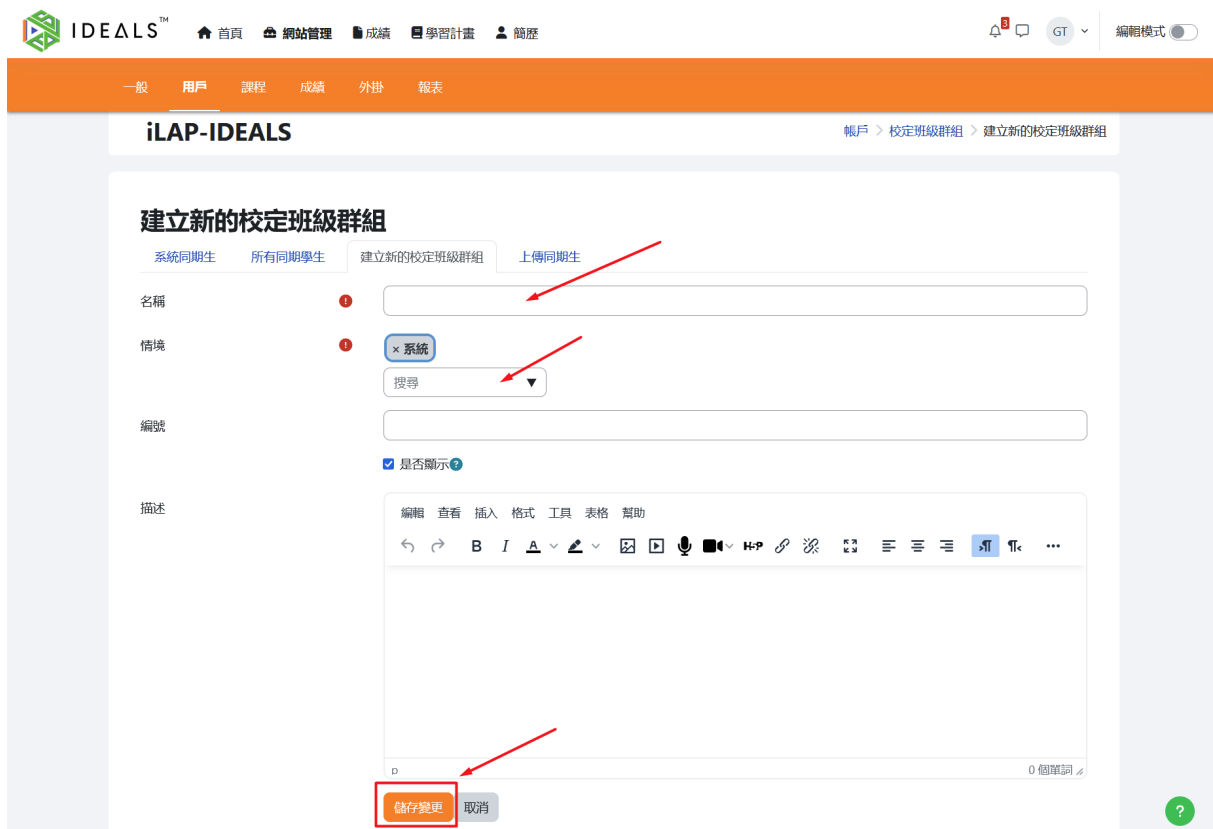 IDEALS™ 首頁 網站管理 成績 學習計畫 簡歷 3 GT 編輯模式
一般 用戶 課程 成績 外掛 報表
iLAP-IDEALS 帳戶 > 校定班級群組 > 建立新的校定班級群組
建立新的校定班級群組
系統同期生 所有同期學生 建立新的校定班級群組 上傳同期生
名稱
情境 × 系統
搜尋 ▼
編號
是否顯示 ?
描述
編輯 查看 插入 格式 工具 表格 幫助
B I A H-P ¶ ¶ ...
p 0 個單詞
儲存變更 取消
?